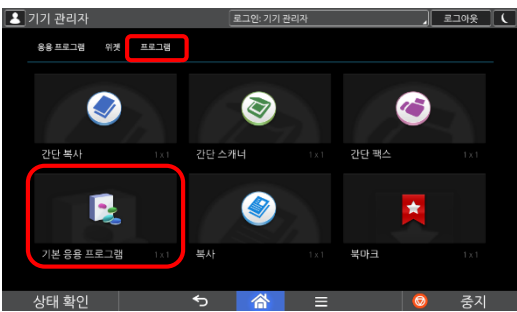 기기 관리자
로그인: 기기 관리자
로그아웃
응용 프로그램 위젯 프로그램
간단 복사 1x1
간단 스캐너 1x1
간단 팩스 1x1
기본 응용 프로그램 1x1
복사 1x1
북마크 1x1
상태 확인
중지